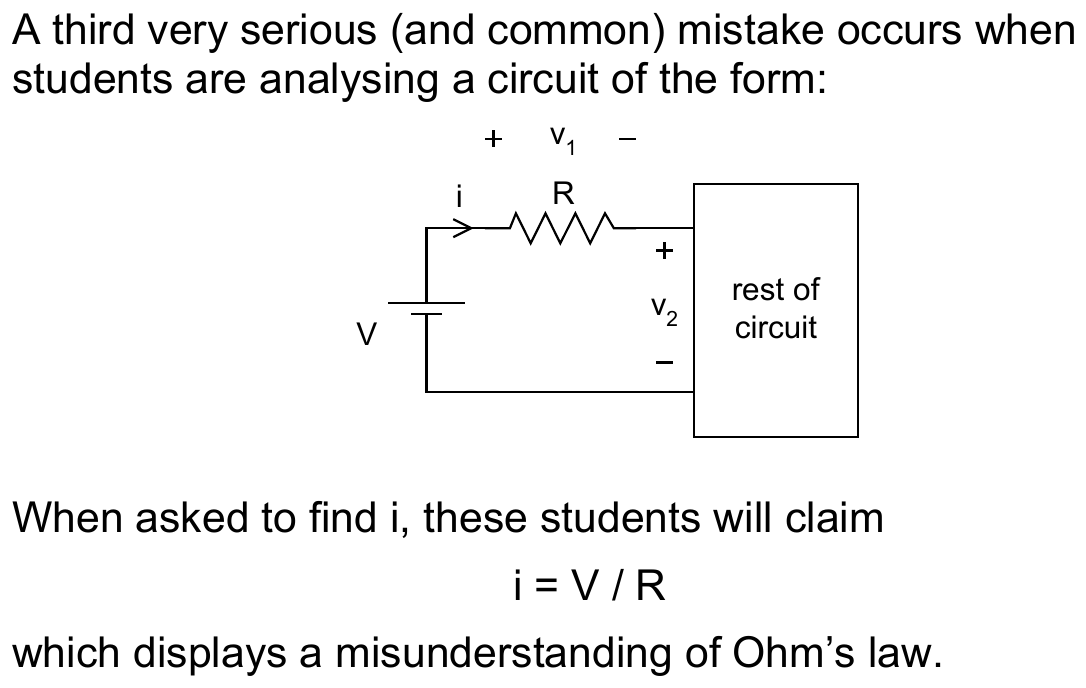 A third very serious (and common) mistake occurs when
students are analysing a circuit of the form:
+ v₁ −
i R
+
rest of
v₂
circuit
V
−
When asked to find i, these students will claim
i = V / R
which displays a misunderstanding of Ohm’s law.